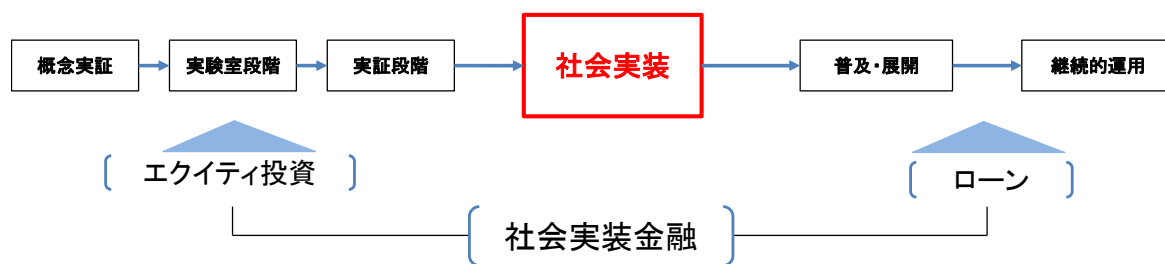 概念実証
実験室段階
実証段階
社会実装
普及・展開
継続的運用
エクイティ投資
ローン
社会実装金融